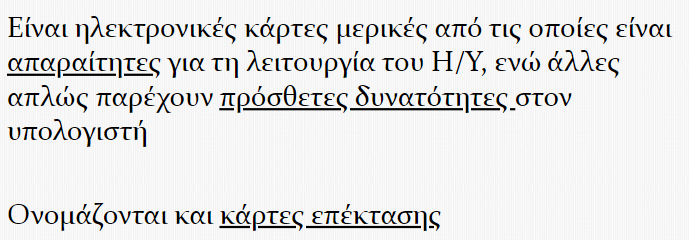 Είναι ηλεκτρονικές κάρτες μερικές από τις οποίες είναι
απαραίτητες για τη λειτουργία του Η/Υ, ενώ άλλες
απλώς παρέχουν πρόσθετες δυνατότητες στον
υπολογιστή
Ονομάζονται και κάρτες επέκτασης